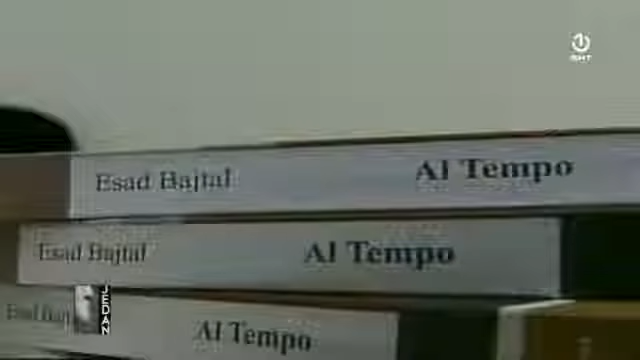 BHT
Esad Bajtal Al Tempo
Esad Bajtal Al Tempo
JEDAN
Al Tempo